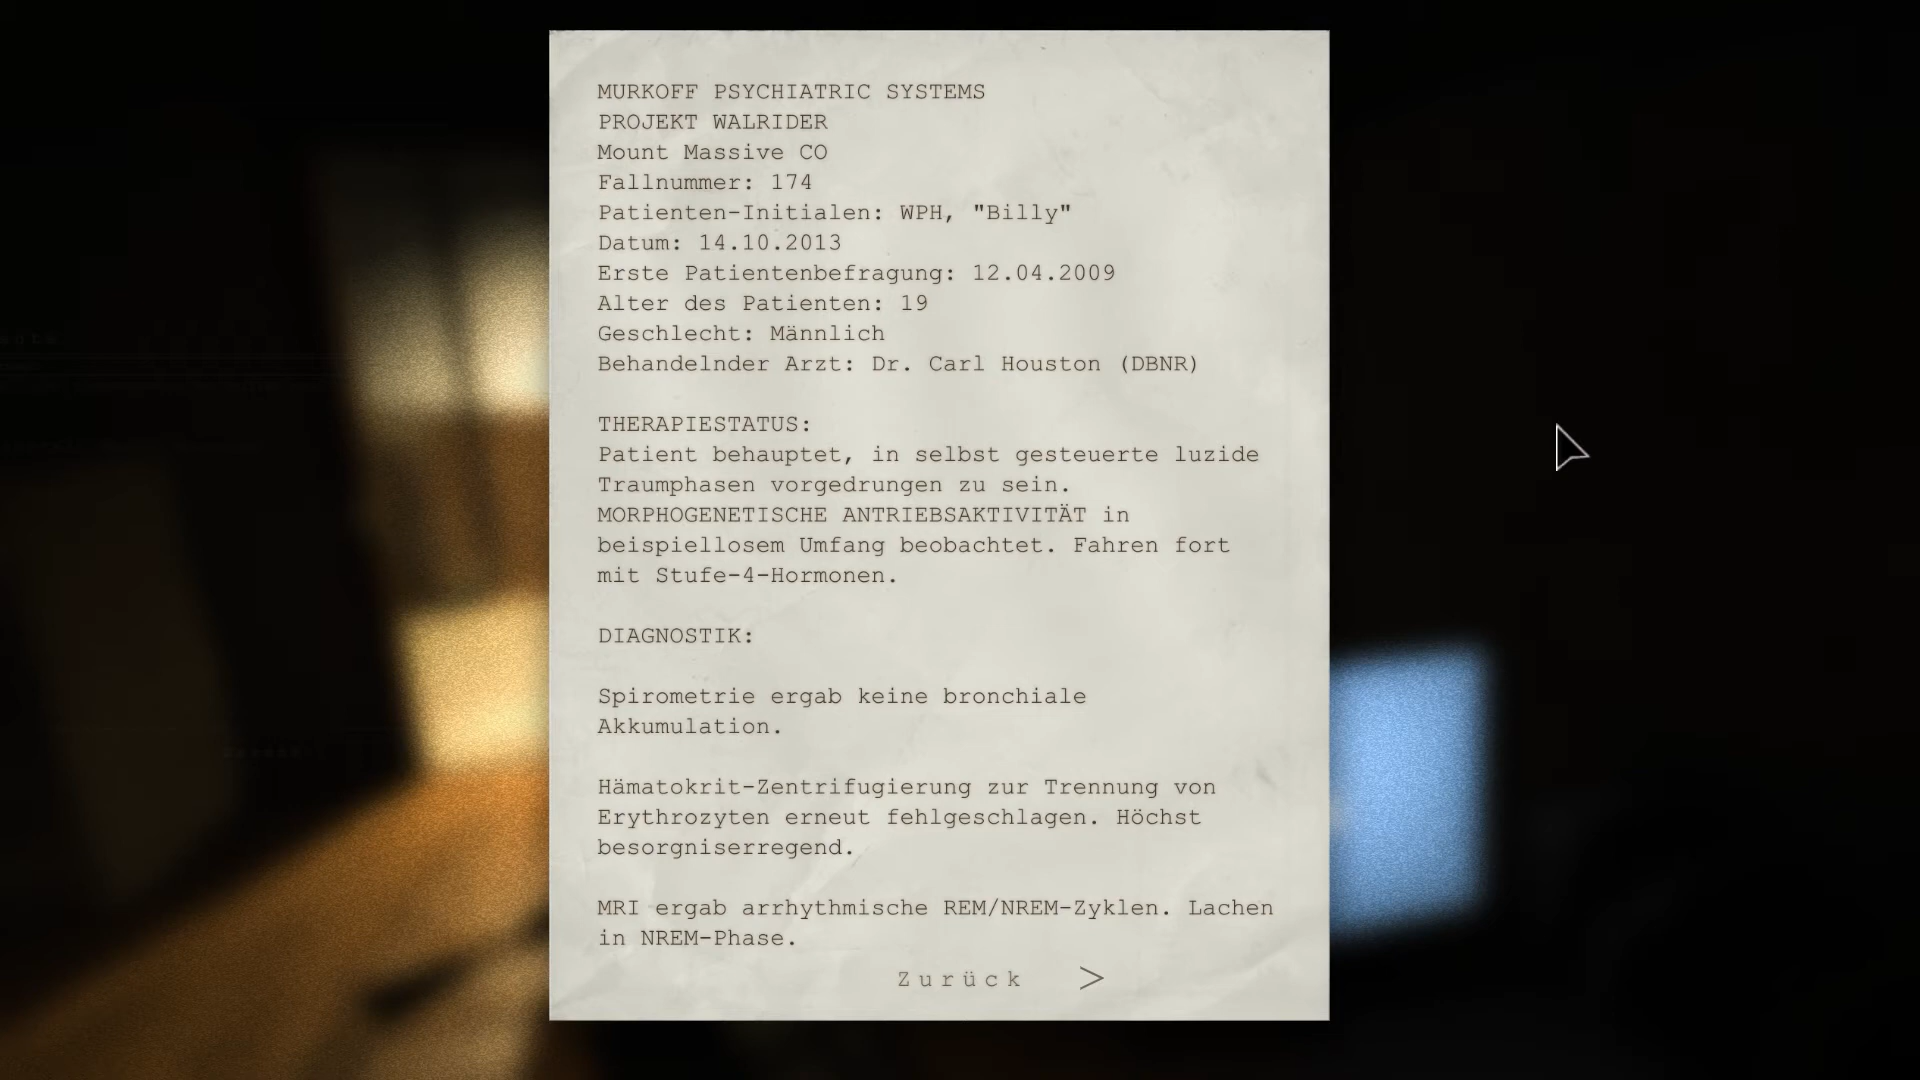 MURKOFF PSYCHIATRIC SYSTEMS
PROJEKT WALRIDER
Mount Massive CO
Fallnummer: 174
Patienten-Initialen: WPH, "Billy"
Datum: 14.10.2013
Erste Patientenbefragung: 12.04.2009
Alter des Patienten: 19
Geschlecht: Männlich
Behandelnder Arzt: Dr. Carl Houston (DBNR)
THERAPIESTATUS:
Patient behauptet, in selbst gesteuerte luzide
Traumphasen vorgedrungen zu sein.
MORPHOGENETISCHE ANTRIEBSAKTIVITÄT in
beispiellosem Umfang beobachtet. Fahren fort
mit Stufe-4-Hormonen.
DIAGNOSTIK:
Spirometrie ergab keine bronchiale
Akkumulation.
Hämatokrit-Zentrifugierung zur Trennung von
Erythrozyten erneut fehlgeschlagen. Höchst
besorgniserregend.
MRI ergab arrhythmische REM/NREM-Zyklen. Lachen
in NREM-Phase.
Zurück >